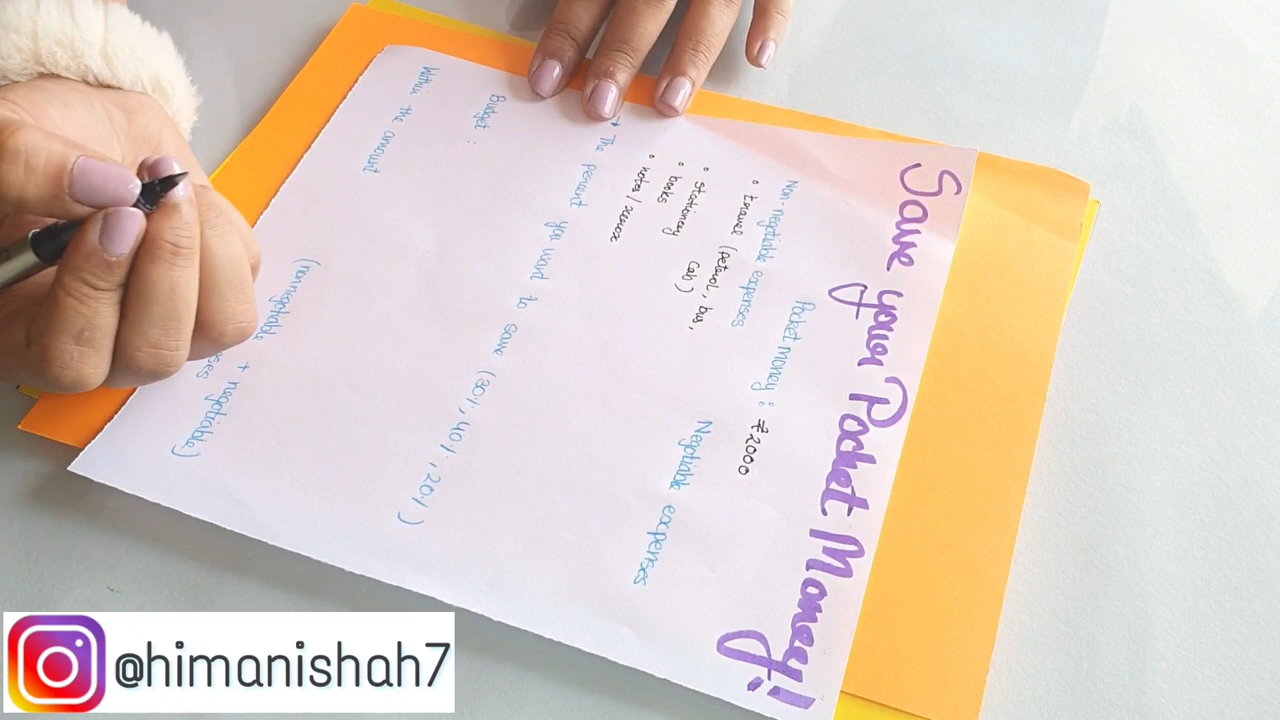 Save your Pocket Money!
Pocket money : ₹2000
Non-negotiable expenses
Negotiable expenses
• travel (petrol, bus,
cab)
• stationery
• books
• notes / xerox
→ The percent you want to save (30%, 40%, 20%)
Budget :
Within the amount
(nonnegotiable + negotiable)
@himanishah7